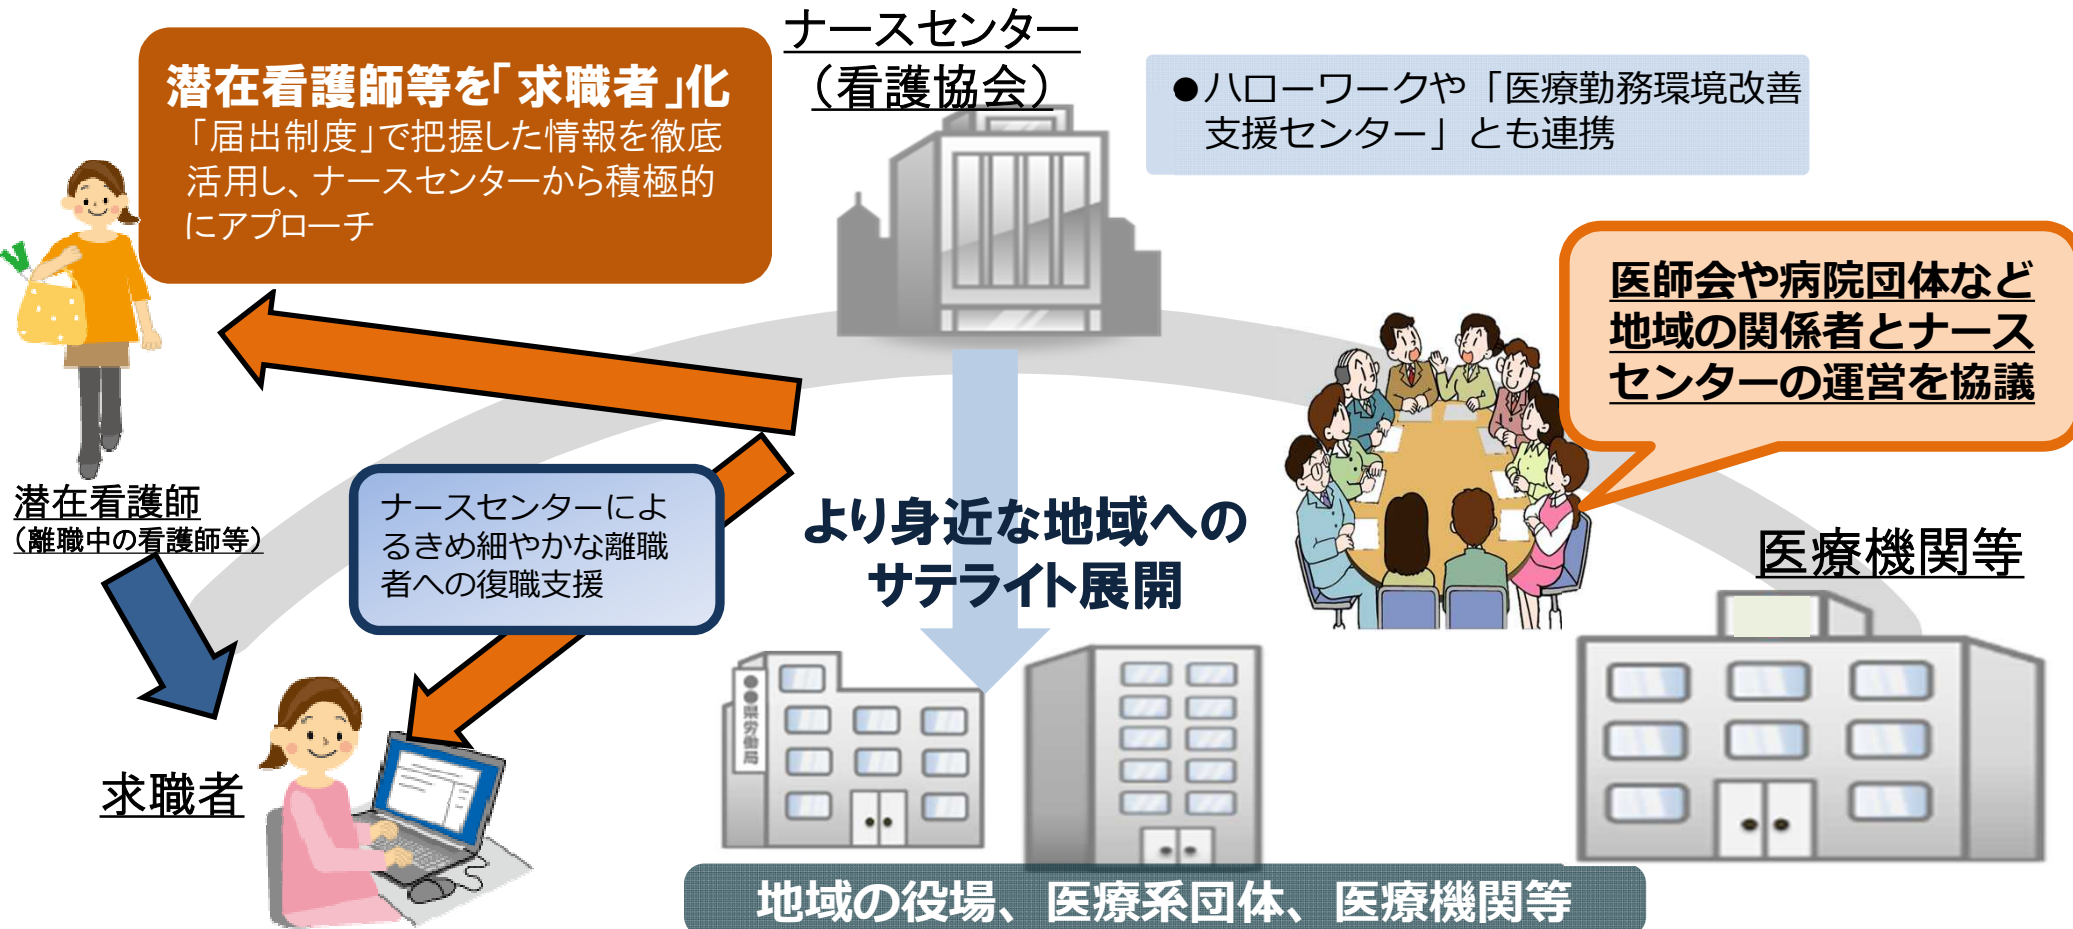 ナースセンター
（看護協会）
潜在看護師等を「求職者」化
「届出制度」で把握した情報を徹底
活用し、ナースセンターから積極的
にアプローチ
●ハローワークや「医療勤務環境改善
支援センター」とも連携
医師会や病院団体など
地域の関係者とナース
センターの運営を協議
潜在看護師
（離職中の看護師等）
ナースセンターによ
るきめ細やかな離職
者への復職支援
より身近な地域への
サテライト展開
医療機関等
求職者
●●県労働局
地域の役場、医療系団体、医療機関等